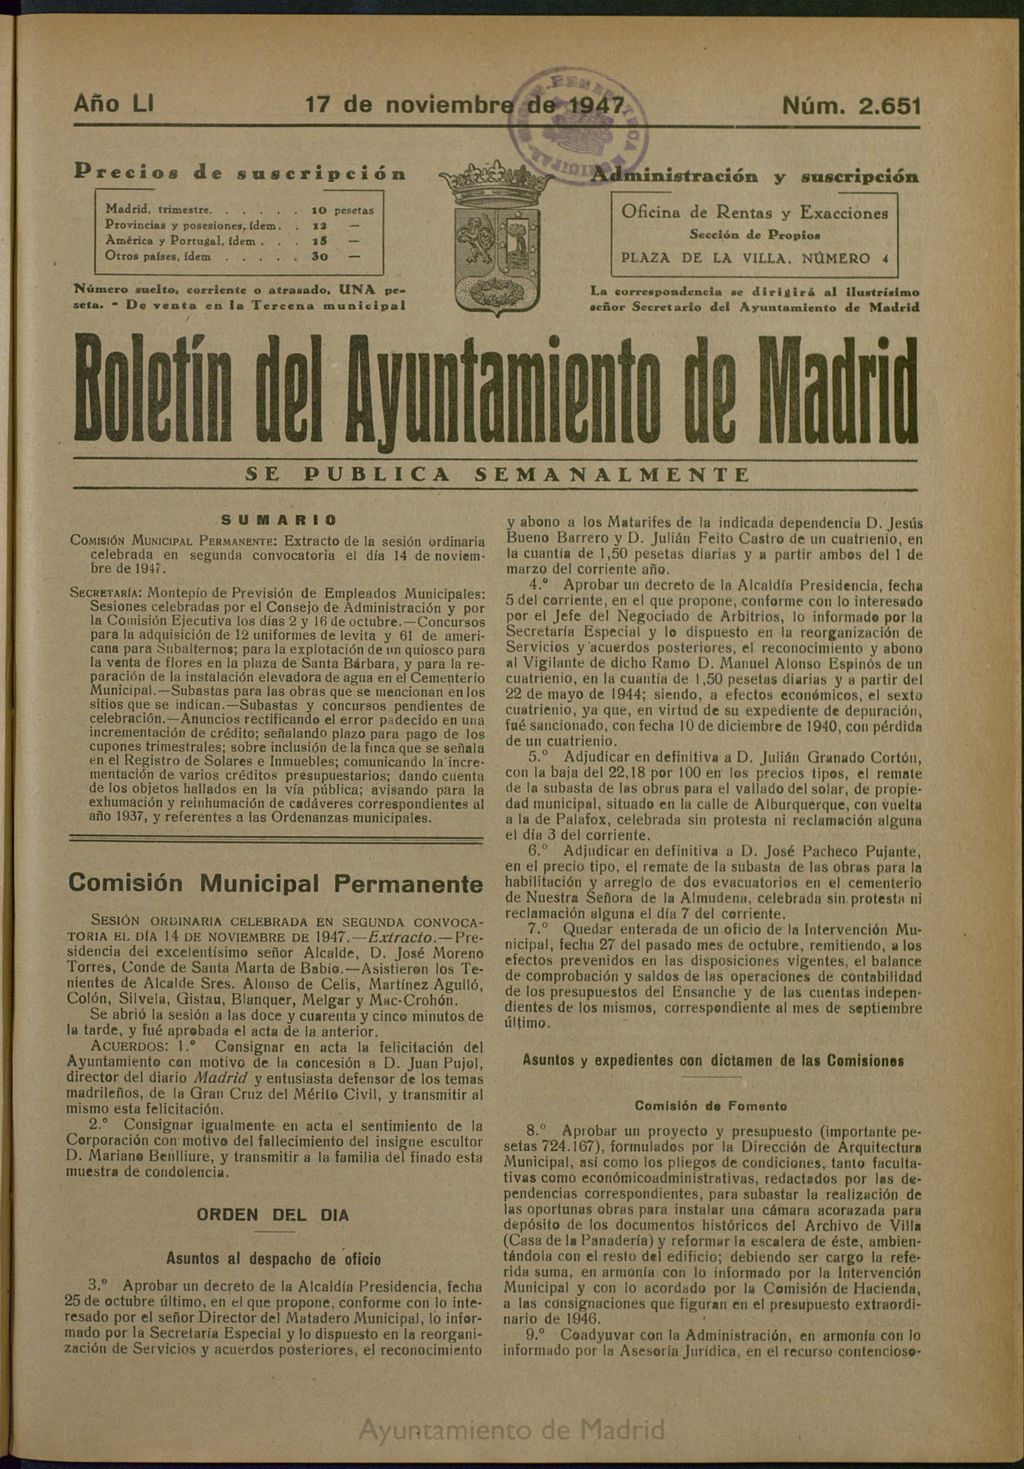 Año LI
17 de noviembre de 1947
Núm. 2.651
Precios de suscripción
Madrid, trimestre. . . . . . 10 pesetas
Provincias y posesiones, ídem. . 12 —
América y Portugal, ídem . . . 15 —
Otros países, ídem . . . . . 30 —
Número suelto, corriente o atrasado, UNA pe-
seta. - De venta en la Tercena municipal
Administración y suscripción
Oficina de Rentas y Exacciones
Sección de Propios
PLAZA DE LA VILLA, NÚMERO 4
La correspondencia se dirigirá al ilustrísimo
señor Secretario del Ayuntamiento de Madrid
Boletín del Ayuntamiento de Madrid
SE PUBLICA SEMANALMENTE
SUMARIO
COMISIÓN MUNICIPAL PERMANENTE: Extracto de la sesión ordinaria
celebrada en segunda convocatoria el día 14 de noviem-
bre de 1947.
SECRETARÍA: Montepío de Previsión de Empleados Municipales:
Sesiones celebradas por el Consejo de Administración y por
la Comisión Ejecutiva los días 2 y 16 de octubre.—Concursos
para la adquisición de 12 uniformes de levita y 61 de ameri-
cana para Subalternos; para la explotación de un quiosco para
la venta de flores en la plaza de Santa Bárbara, y para la re-
paración de la instalación elevadora de agua en el Cementerio
Municipal.—Subastas para las obras que se mencionan en los
sitios que se indican.—Subastas y concursos pendientes de
celebración.—Anuncios rectificando el error padecido en una
incrementación de crédito; señalando plazo para pago de los
cupones trimestrales; sobre inclusión de la finca que se señala
en el Registro de Solares e Inmuebles; comunicando la incre-
mentación de varios créditos presupuestarios; dando cuenta
de los objetos hallados en la vía pública; avisando para la
exhumación y reinhumación de cadáveres correspondientes al
año 1937, y referentes a las Ordenanzas municipales.
Comisión Municipal Permanente
SESIÓN ORDINARIA CELEBRADA EN SEGUNDA CONVOCA-
TORIA EL DÍA 14 DE NOVIEMBRE DE 1947.—Extracto.—Pre-
sidencia del excelentísimo señor Alcalde, D. José Moreno
Torres, Conde de Santa Marta de Babío.—Asistieron los Te-
nientes de Alcalde Sres. Alonso de Celis, Martínez Agulló,
Colón, Silvela, Gistau, Blanquer, Melgar y Mac-Crohón.
Se abrió la sesión a las doce y cuarenta y cinco minutos de
la tarde, y fué aprobada el acta de la anterior.
ACUERDOS: 1.º Consignar en acta la felicitación del
Ayuntamiento con motivo de la concesión a D. Juan Pujol,
director del diario Madrid y entusiasta defensor de los temas
madrileños, de la Gran Cruz del Mérito Civil, y transmitir al
mismo esta felicitación.
2.º Consignar igualmente en acta el sentimiento de la
Corporación con motivo del fallecimiento del insigne escultor
D. Mariano Benlliure, y transmitir a la familia del finado esta
muestra de condolencia.
ORDEN DEL DIA
Asuntos al despacho de oficio
3.º Aprobar un decreto de la Alcaldía Presidencia, fecha
25 de octubre último, en el que propone, conforme con lo inte-
resado por el señor Director del Matadero Municipal, lo infor-
mado por la Secretaría Especial y lo dispuesto en la reorgani-
zación de Servicios y acuerdos posteriores, el reconocimiento
y abono a los Matarifes de la indicada dependencia D. Jesús
Bueno Barrero y D. Julián Feito Castro de un cuatrienio, en
la cuantía de 1,50 pesetas diarias y a partir ambos del 1 de
marzo del corriente año.
4.º Aprobar un decreto de la Alcaldía Presidencia, fecha
5 del corriente, en el que propone, conforme con lo interesado
por el Jefe del Negociado de Arbitrios, lo informado por la
Secretaría Especial y lo dispuesto en la reorganización de
Servicios y acuerdos posteriores, el reconocimiento y abono
al Vigilante de dicho Ramo D. Manuel Alonso Espinós de un
cuatrienio, en la cuantía de 1,50 pesetas diarias y a partir del
22 de mayo de 1944; siendo, a efectos económicos, el sexto
cuatrienio, ya que, en virtud de su expediente de depuración,
fué sancionado, con fecha 10 de diciembre de 1940, con pérdida
de un cuatrienio.
5.º Adjudicar en definitiva a D. Julián Granado Cortón,
con la baja del 22,18 por 100 en los precios tipos, el remate
de la subasta de las obras para el vallado del solar, de propie-
dad municipal, situado en la calle de Alburquerque, con vuelta
a la de Palafox, celebrada sin protesta ni reclamación alguna
el día 3 del corriente.
6.º Adjudicar en definitiva a D. José Pacheco Pujante,
en el precio tipo, el remate de la subasta de las obras para la
habilitación y arreglo de dos evacuatorios en el cementerio
de Nuestra Señora de la Almudena, celebrada sin protesta ni
reclamación alguna el día 7 del corriente.
7.º Quedar enterada de un oficio de la Intervención Mu-
nicipal, fecha 27 del pasado mes de octubre, remitiendo, a los
efectos prevenidos en las disposiciones vigentes, el balance
de comprobación y saldos de las operaciones de contabilidad
de los presupuestos del Ensanche y de las cuentas indepen-
dientes de los mismos, correspondiente al mes de septiembre
último.
Asuntos y expedientes con dictamen de las Comisiones
Comisión de Fomento
8.º Aprobar un proyecto y presupuesto (importante pe-
setas 724.167), formulados por la Dirección de Arquitectura
Municipal, así como los pliegos de condiciones, tanto faculta-
tivas como económicoadministrativas, redactados por las de-
pendencias correspondientes, para subastar la realización de
las oportunas obras para instalar una cámara acorazada para
depósito de los documentos históricos del Archivo de Villa
(Casa de la Panadería) y reformar la escalera de éste, ambien-
tándola con el resto del edificio; debiendo ser cargo la refe-
rida suma, en armonía con lo informado por la Intervención
Municipal y con lo acordado por la Comisión de Hacienda,
a las consignaciones que figuran en el presupuesto extraordi-
nario de 1946.
9.º Coadyuvar con la Administración, en armonía con lo
informado por la Asesoría Jurídica, en el recurso contencioso-
Ayuntamiento de Madrid